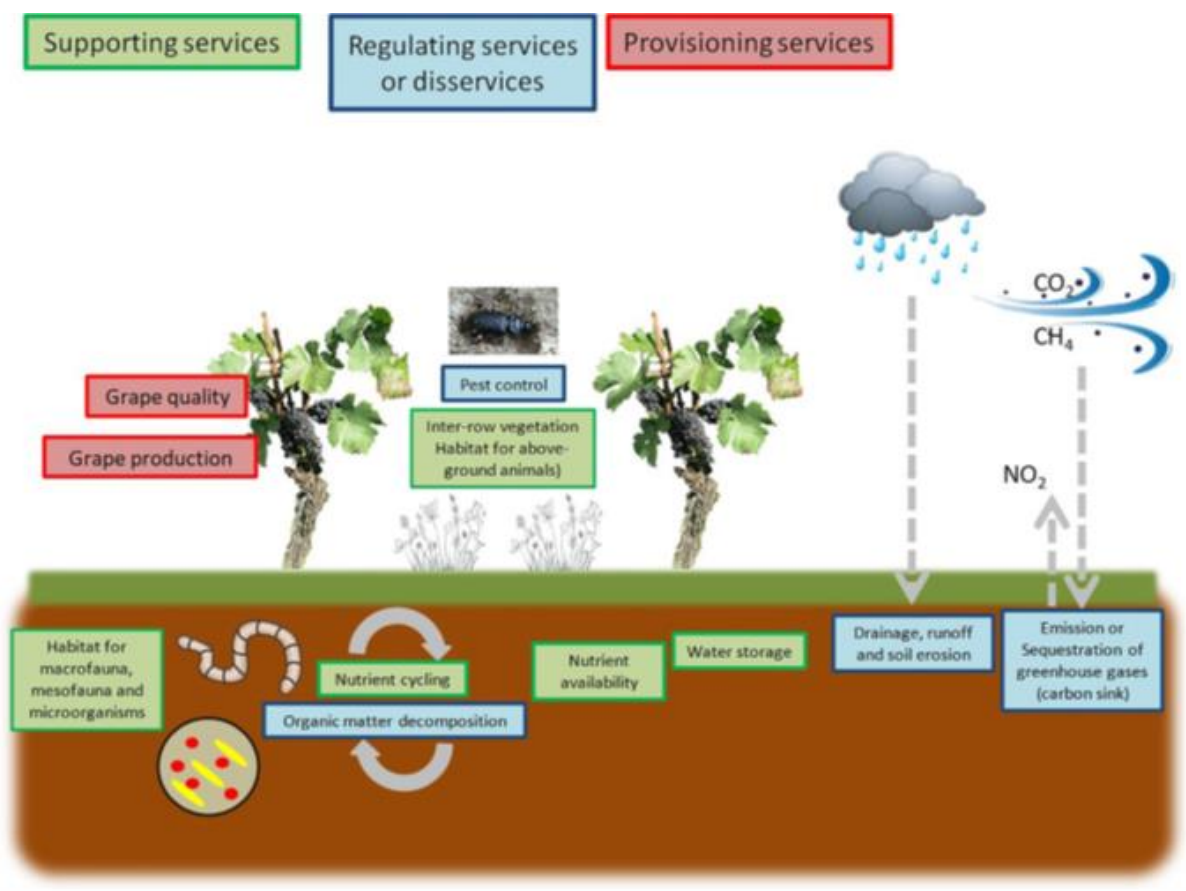 Supporting services
Regulating services
or disservices
Provisioning services
CO₂
CH₄
Pest control
Grape quality
Inter-row vegetation
Habitat for above-
ground animals)
Grape production
NO₂
Habitat for
macrofauna,
mesofauna and
microorganisms
Nutrient cycling
Organic matter decomposition
Nutrient
availability
Water storage
Drainage, runoff
and soil erosion
Emission or
Sequestration of
greenhouse gases
(carbon sink)